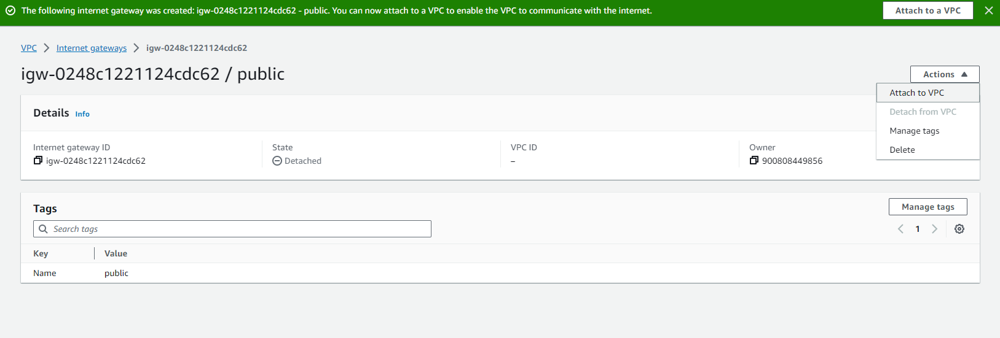 The following internet gateway was created: igw-0248c1221124cdc62 - public. You can now attach to a VPC to enable the VPC to communicate with the internet.
Attach to a VPC
VPC > Internet gateways > igw-0248c1221124cdc62
igw-0248c1221124cdc62 / public
Actions
Attach to VPC
Detach from VPC
Manage tags
Delete
Details Info
Internet gateway ID
igw-0248c1221124cdc62
State
Detached
VPC ID
–
Owner
900808449856
Tags
Manage tags
Search tags
1
Key Value
Name public